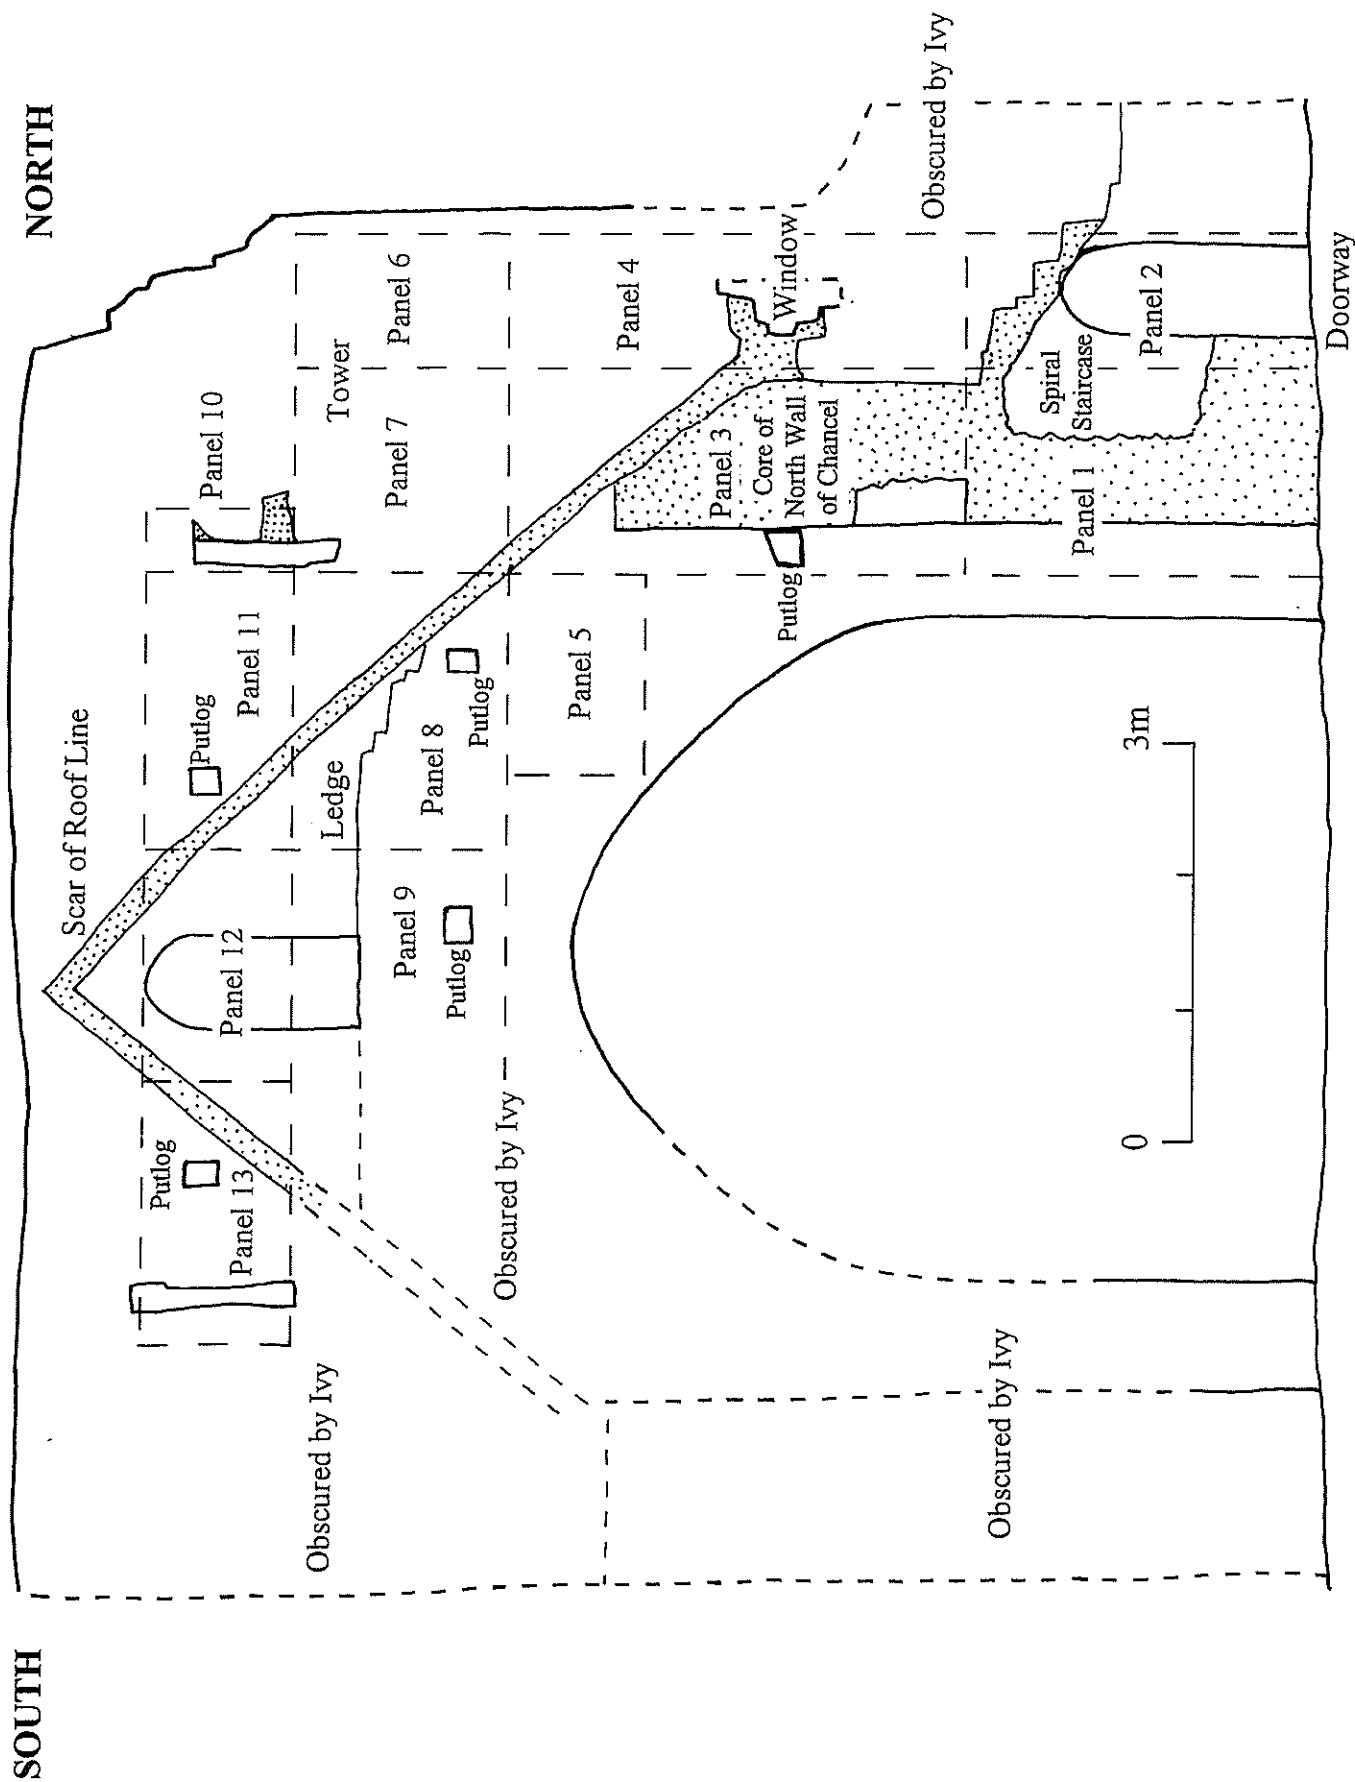 SOUTH
NORTH
Scar of Roof Line
Putlog
Panel 13
Panel 12
Putlog
Panel 11
Panel 10
Tower
Ledge
Panel 9
Putlog
Panel 8
Putlog
Panel 7
Panel 6
Obscured by Ivy
Obscured by Ivy
Panel 5
Panel 4
Panel 3
Core of
North Wall
of Chancel
Putlog
Window
Obscured by Ivy
Obscured by Ivy
Spiral
Staircase
Panel 1
Panel 2
Doorway
0
3m